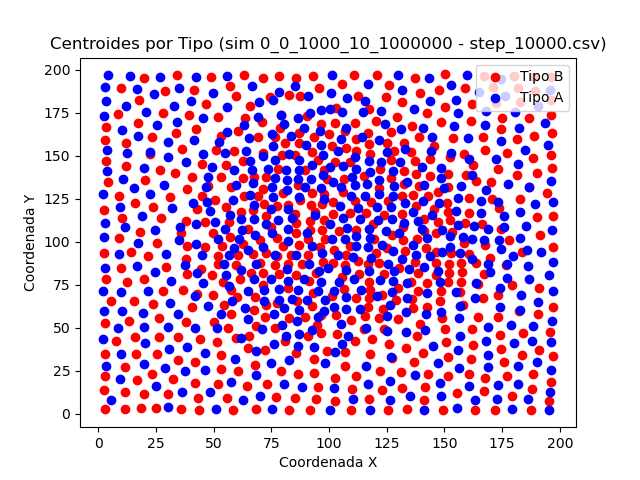 Centroides por Tipo (sim 0_0_1000_10_1000000 - step_10000.csv)
Tipo B
Tipo A
Coordenada Y
200
175
150
125
100
75
50
25
0
0 25 50 75 100 125 150 175 200
Coordenada X